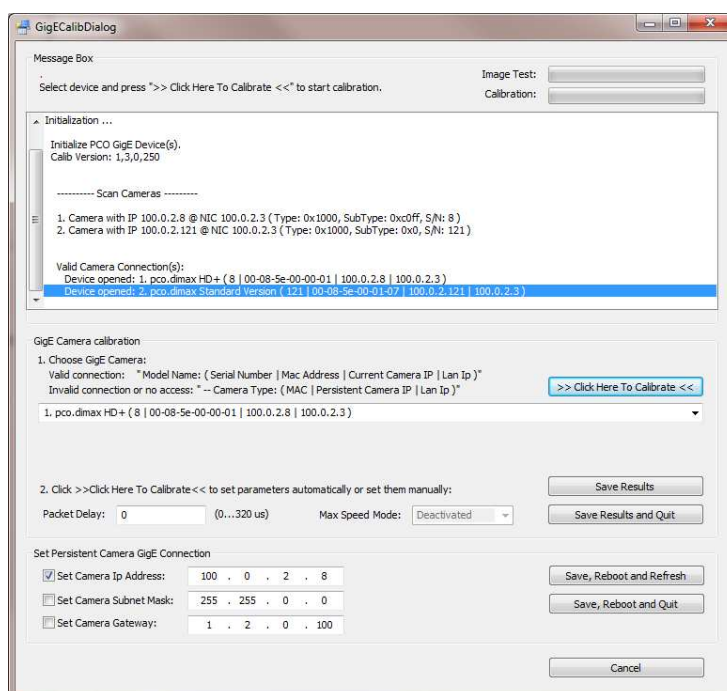 GigECalibDialog
Message Box
.
Select device and press ">> Click Here To Calibrate <<" to start calibration.
Image Test:
Calibration:
Initialization ...
Initialize PCO GigE Device(s).
Calib Version: 1,3,0,250
---------- Scan Cameras ---------
1. Camera with IP 100.0.2.8 @ NIC 100.0.2.3 ( Type: 0x1000, SubType: 0xc0ff, S/N: 8 )
2. Camera with IP 100.0.2.121 @ NIC 100.0.2.3 ( Type: 0x1000, SubType: 0x0, S/N: 121 )
Valid Camera Connection(s):
Device opened: 1. pco.dimax HD+ ( 8 | 00-08-5e-00-00-01 | 100.0.2.8 | 100.0.2.3 )
Device opened: 2. pco.dimax Standard Version ( 121 | 00-08-5e-00-01-07 | 100.0.2.121 | 100.0.2.3 )
GigE Camera calibration
1. Choose GigE Camera:
Valid connection: "Model Name: ( Serial Number | Mac Address | Current Camera IP | Lan Ip )"
Invalid connection or no access: " -- Camera Type: ( MAC | Persistent Camera IP | Lan Ip )"
>> Click Here To Calibrate <<
1. pco.dimax HD+ ( 8 | 00-08-5e-00-00-01 | 100.0.2.8 | 100.0.2.3 )
2. Click >>Click Here To Calibrate<< to set parameters automatically or set them manually:
Save Results
Packet Delay: 0 (0...320 us) Max Speed Mode: Deactivated
Save Results and Quit
Set Persistent Camera GigE Connection
Set Camera Ip Address: 100 . 0 . 2 . 8
Save, Reboot and Refresh
Set Camera Subnet Mask: 255 . 255 . 0 . 0
Save, Reboot and Quit
Set Camera Gateway: 1 . 2 . 0 . 100
Cancel